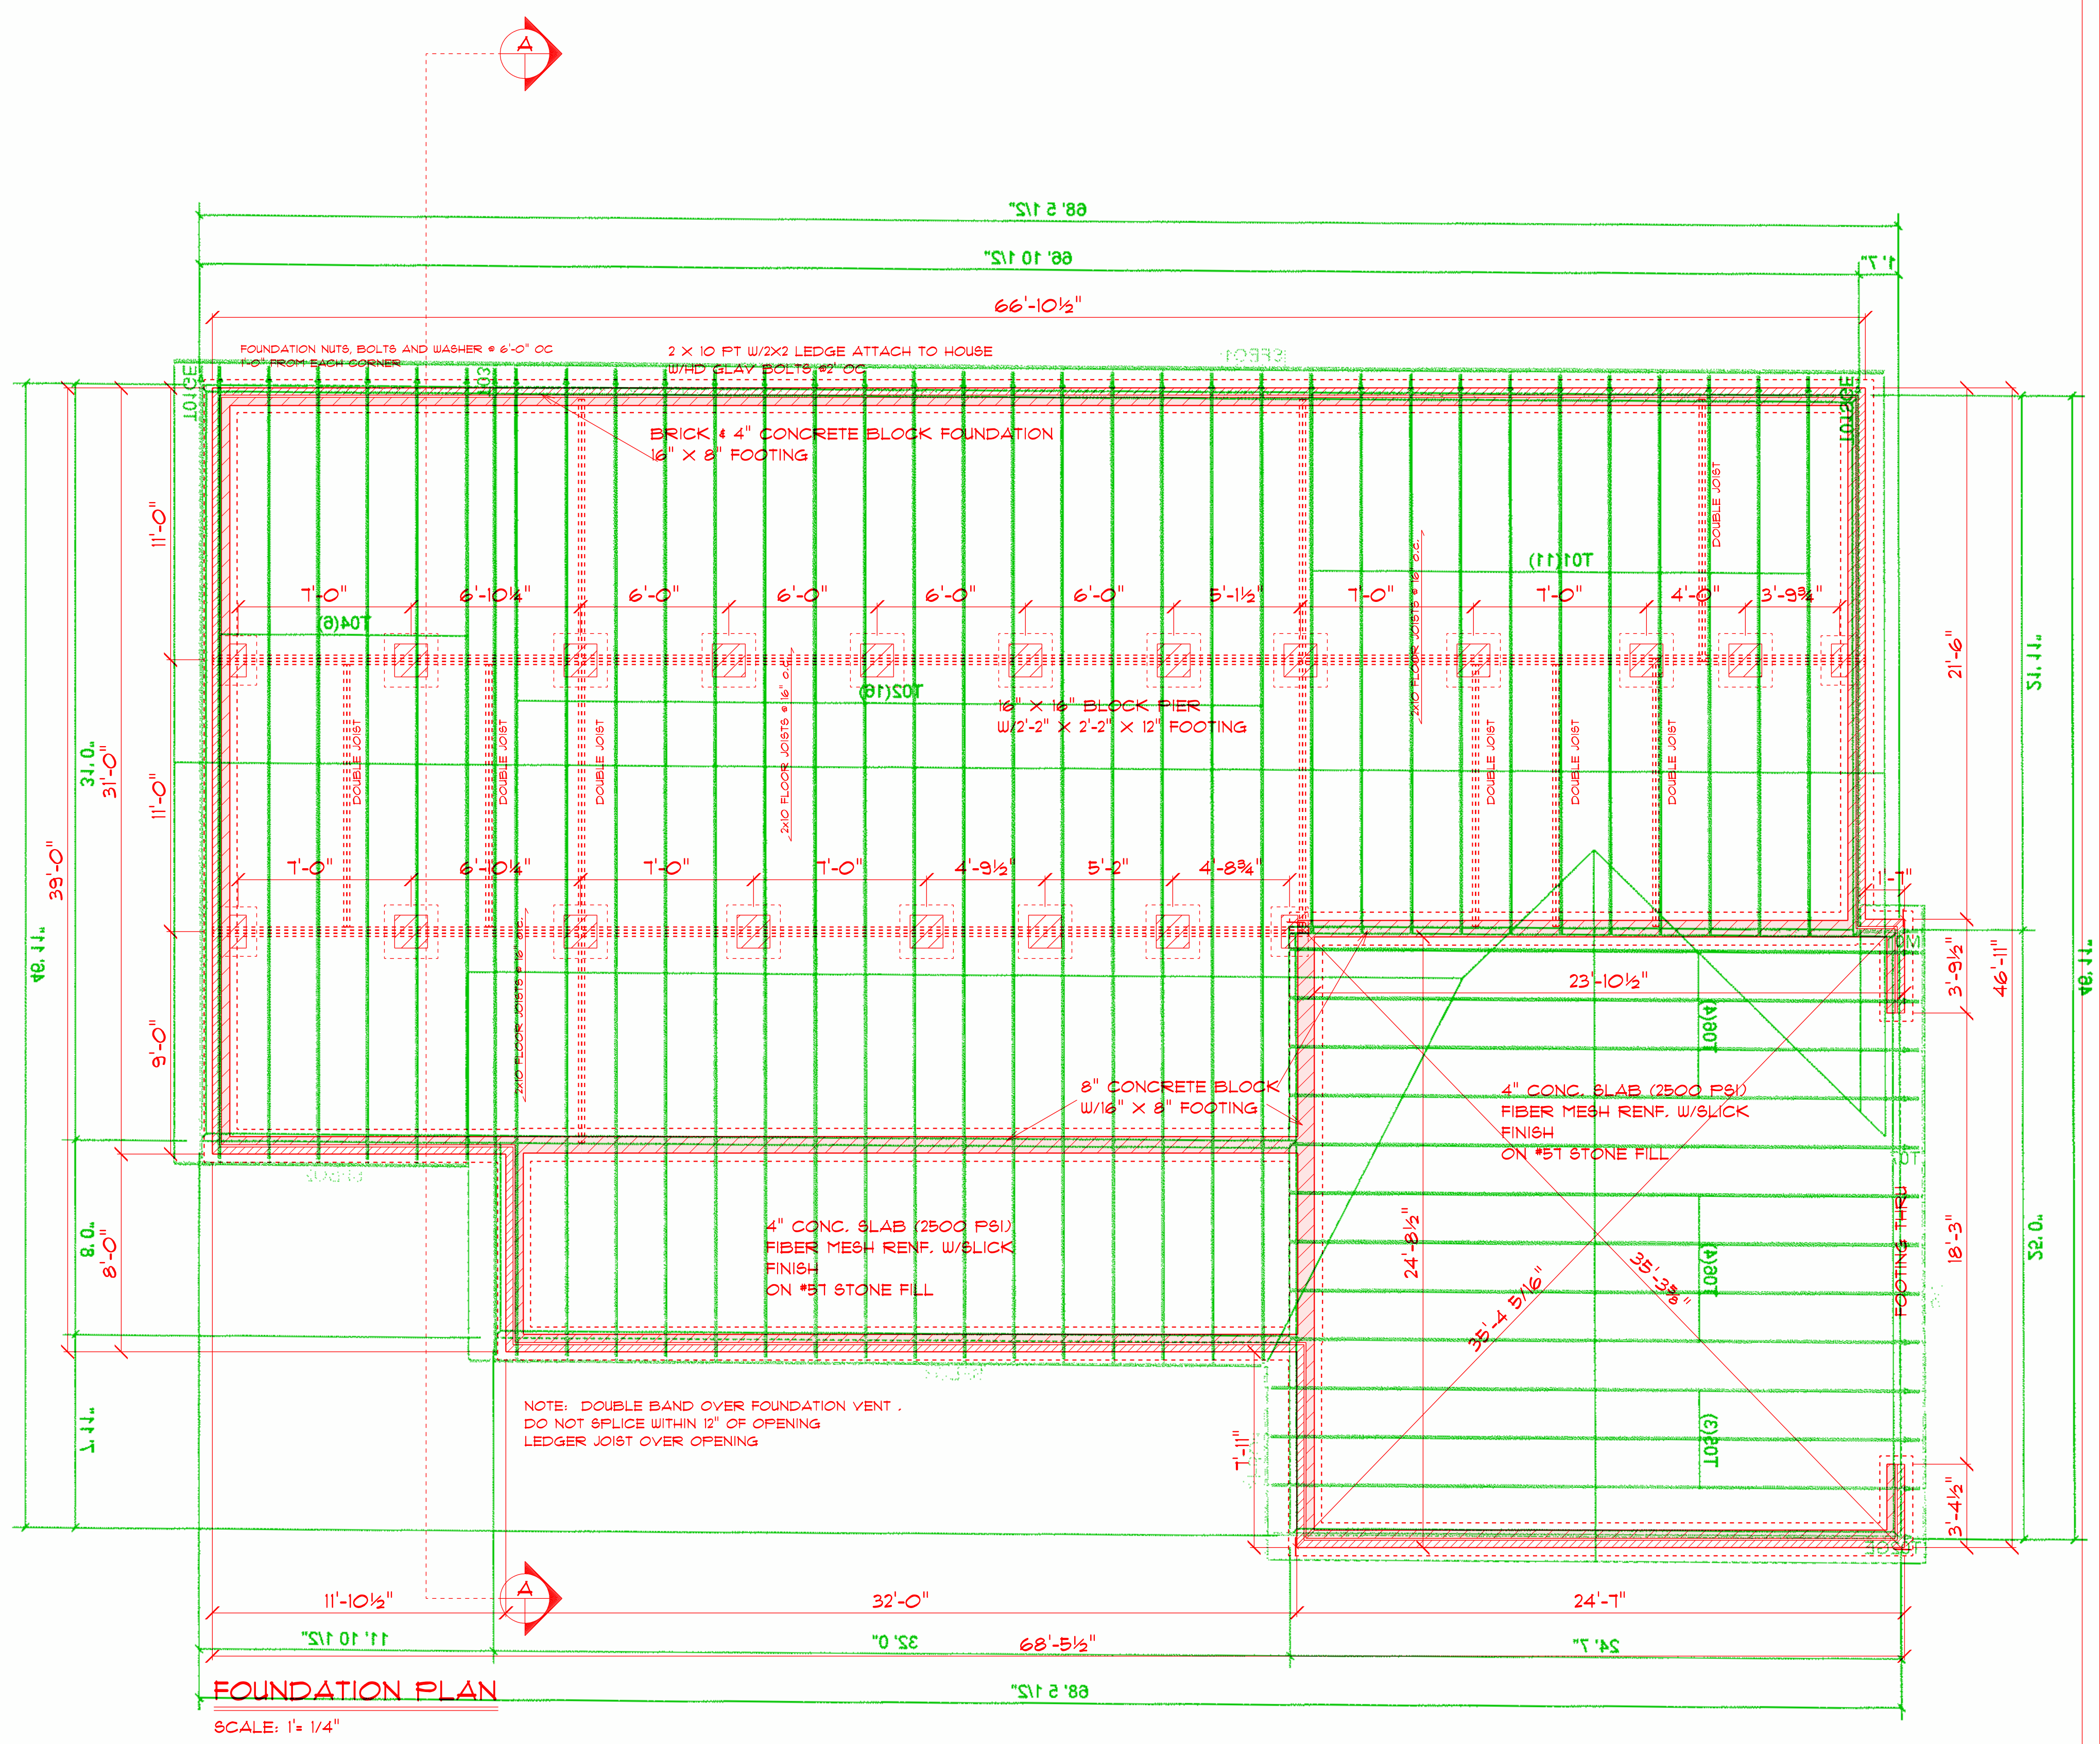 A
68' 5 1/2"
66' 10 1/2"
1' 7"
66'-10½"
FOUNDATION NUTS, BOLTS AND WASHER @ 6'-0" OC
1'-0" FROM EACH CORNER
2 X 10 PT W/2X2 LEDGE ATTACH TO HOUSE
W/HD GLAV BOLTS @2' OC
T01GE
T03
BRICK & 4" CONCRETE BLOCK FOUNDATION
16" X 8" FOOTING
DOUBLE JOIST
11'-0"
T01(11)
2X10 FLOOR JOISTS @ 16" O.C.
7'-0"
6'-10¼"
6'-0"
6'-0"
6'-0"
6'-0"
5'-1½"
7'-0"
7'-0"
4'-0"
3'-9¾"
T04(6)
21'-6"
21' 11"
T02(16)
16" X 16" BLOCK PIER
W/2'-2" X 2'-2" X 12" FOOTING
DOUBLE JOIST
DOUBLE JOIST
DOUBLE JOIST
2X10 FLOOR JOISTS @ 16" O.C.
DOUBLE JOIST
DOUBLE JOIST
DOUBLE JOIST
31' 0"
31'-0"
11'-0"
39'-0"
46' 11"
7'-0"
6'-10¼"
7'-0"
7'-0"
4'-9½"
5'-2"
4'-8¾"
1'-7"
2X10 FLOOR JOISTS @ 16" O.C.
23'-10½"
3'-9½"
46'-11"
46' 11"
9'-0"
T06(4)
8" CONCRETE BLOCK
W/16" X 8" FOOTING
4" CONC. SLAB (2500 PSI)
FIBER MESH RENF. W/SLICK
FINISH
ON #57 STONE FILL
T07
4" CONC. SLAB (2500 PSI)
FIBER MESH RENF. W/SLICK
FINISH
ON #57 STONE FILL
8' 0"
8'-0"
24'-8½"
35'-4 5/16"
35'-3⅝"
T06(4)
FOOTING THRU
18'-3"
25' 0"
NOTE: DOUBLE BAND OVER FOUNDATION VENT .
DO NOT SPLICE WITHIN 12" OF OPENING
LEDGER JOIST OVER OPENING
7' 11"
7'-11"
T05(3)
3'-4½"
A
11'-10½"
32'-0"
24'-7"
11' 10 1/2"
32' 0"
68'-5½"
24' 7"
FOUNDATION PLAN
68' 5 1/2"
SCALE: 1'= 1/4"